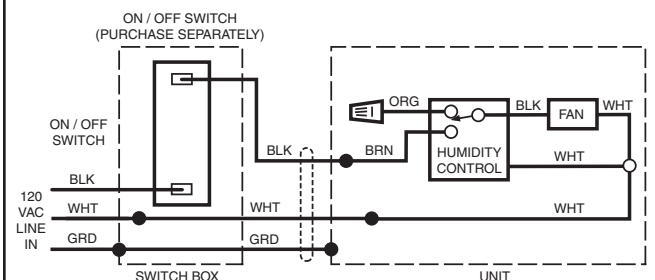 ON / OFF SWITCH
(PURCHASE SEPARATELY)
ON / OFF
SWITCH
ORG
BLK
FAN
WHT
BLK
BRN
HUMIDITY
CONTROL
WHT
BLK
120
VAC
LINE
IN
WHT
WHT
WHT
GRD
GRD
SWITCH BOX
UNIT